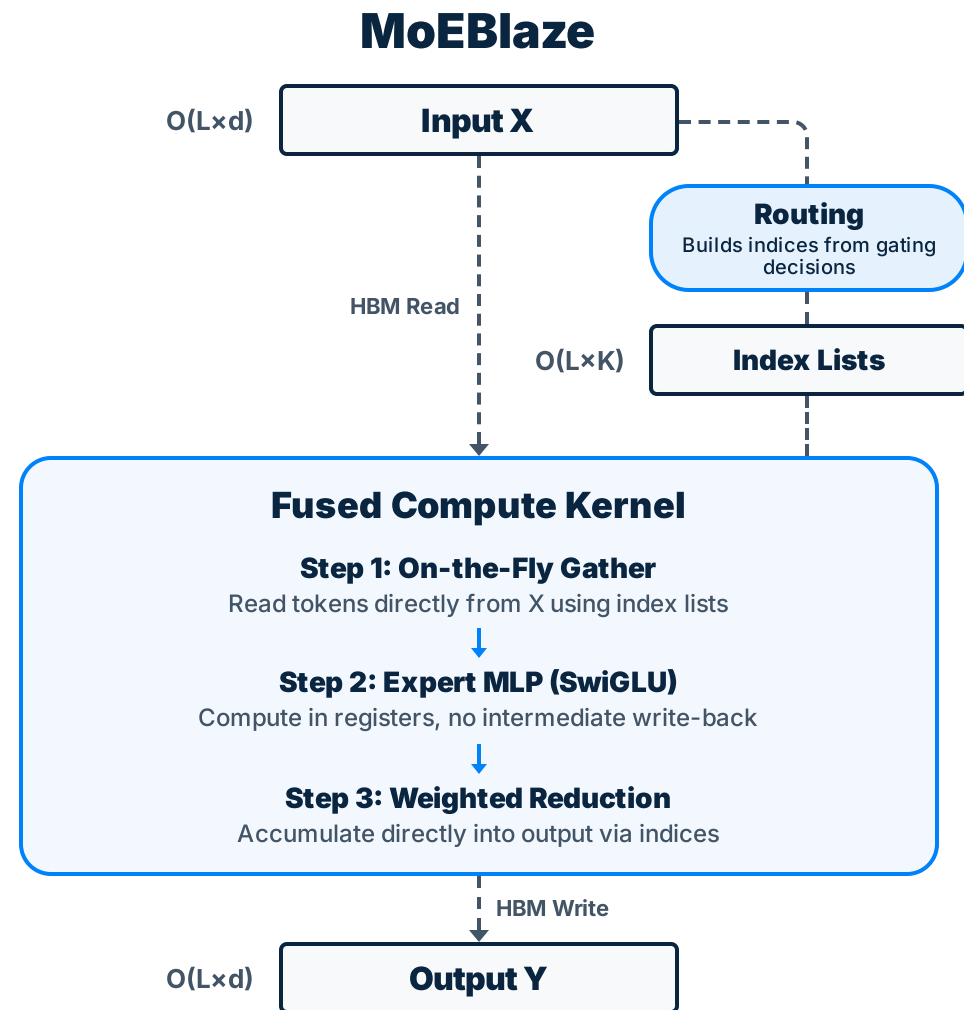 MoEBlaze
O(L×d)
Input X
Routing
Builds indices from gating
decisions
HBM Read
O(L×K)
Index Lists
Fused Compute Kernel
Step 1: On-the-Fly Gather
Read tokens directly from X using index lists
Step 2: Expert MLP (SwiGLU)
Compute in registers, no intermediate write-back
Step 3: Weighted Reduction
Accumulate directly into output via indices
HBM Write
O(L×d)
Output Y